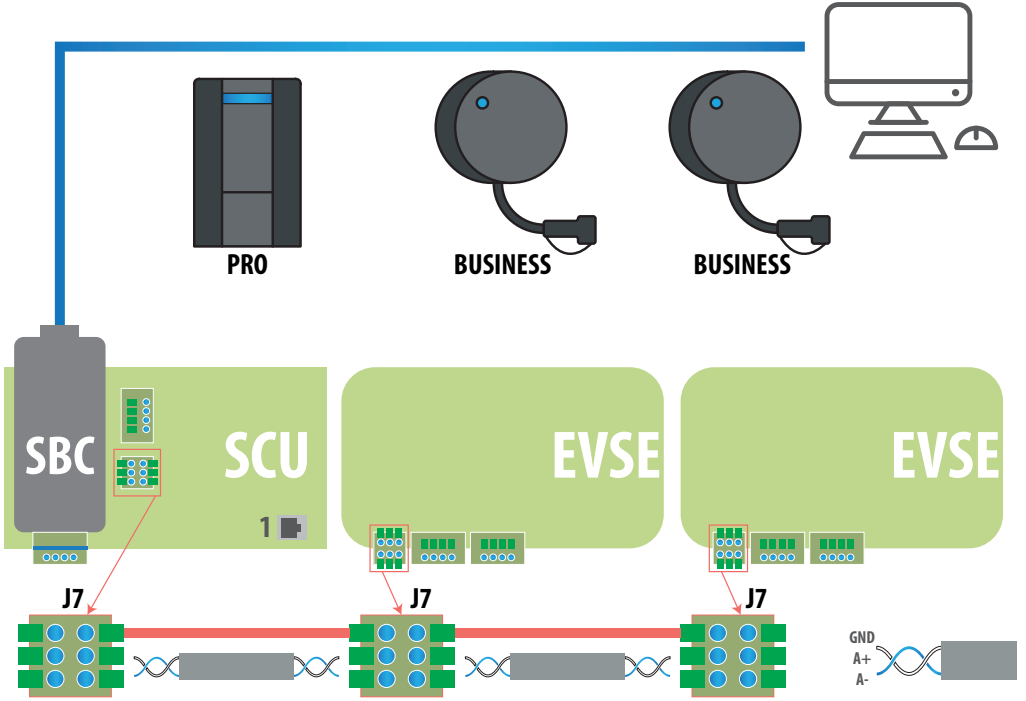 PRO
BUSINESS
BUSINESS
SBC
SCU
EVSE
EVSE
1
J7
J7
J7
GND
A+
A-